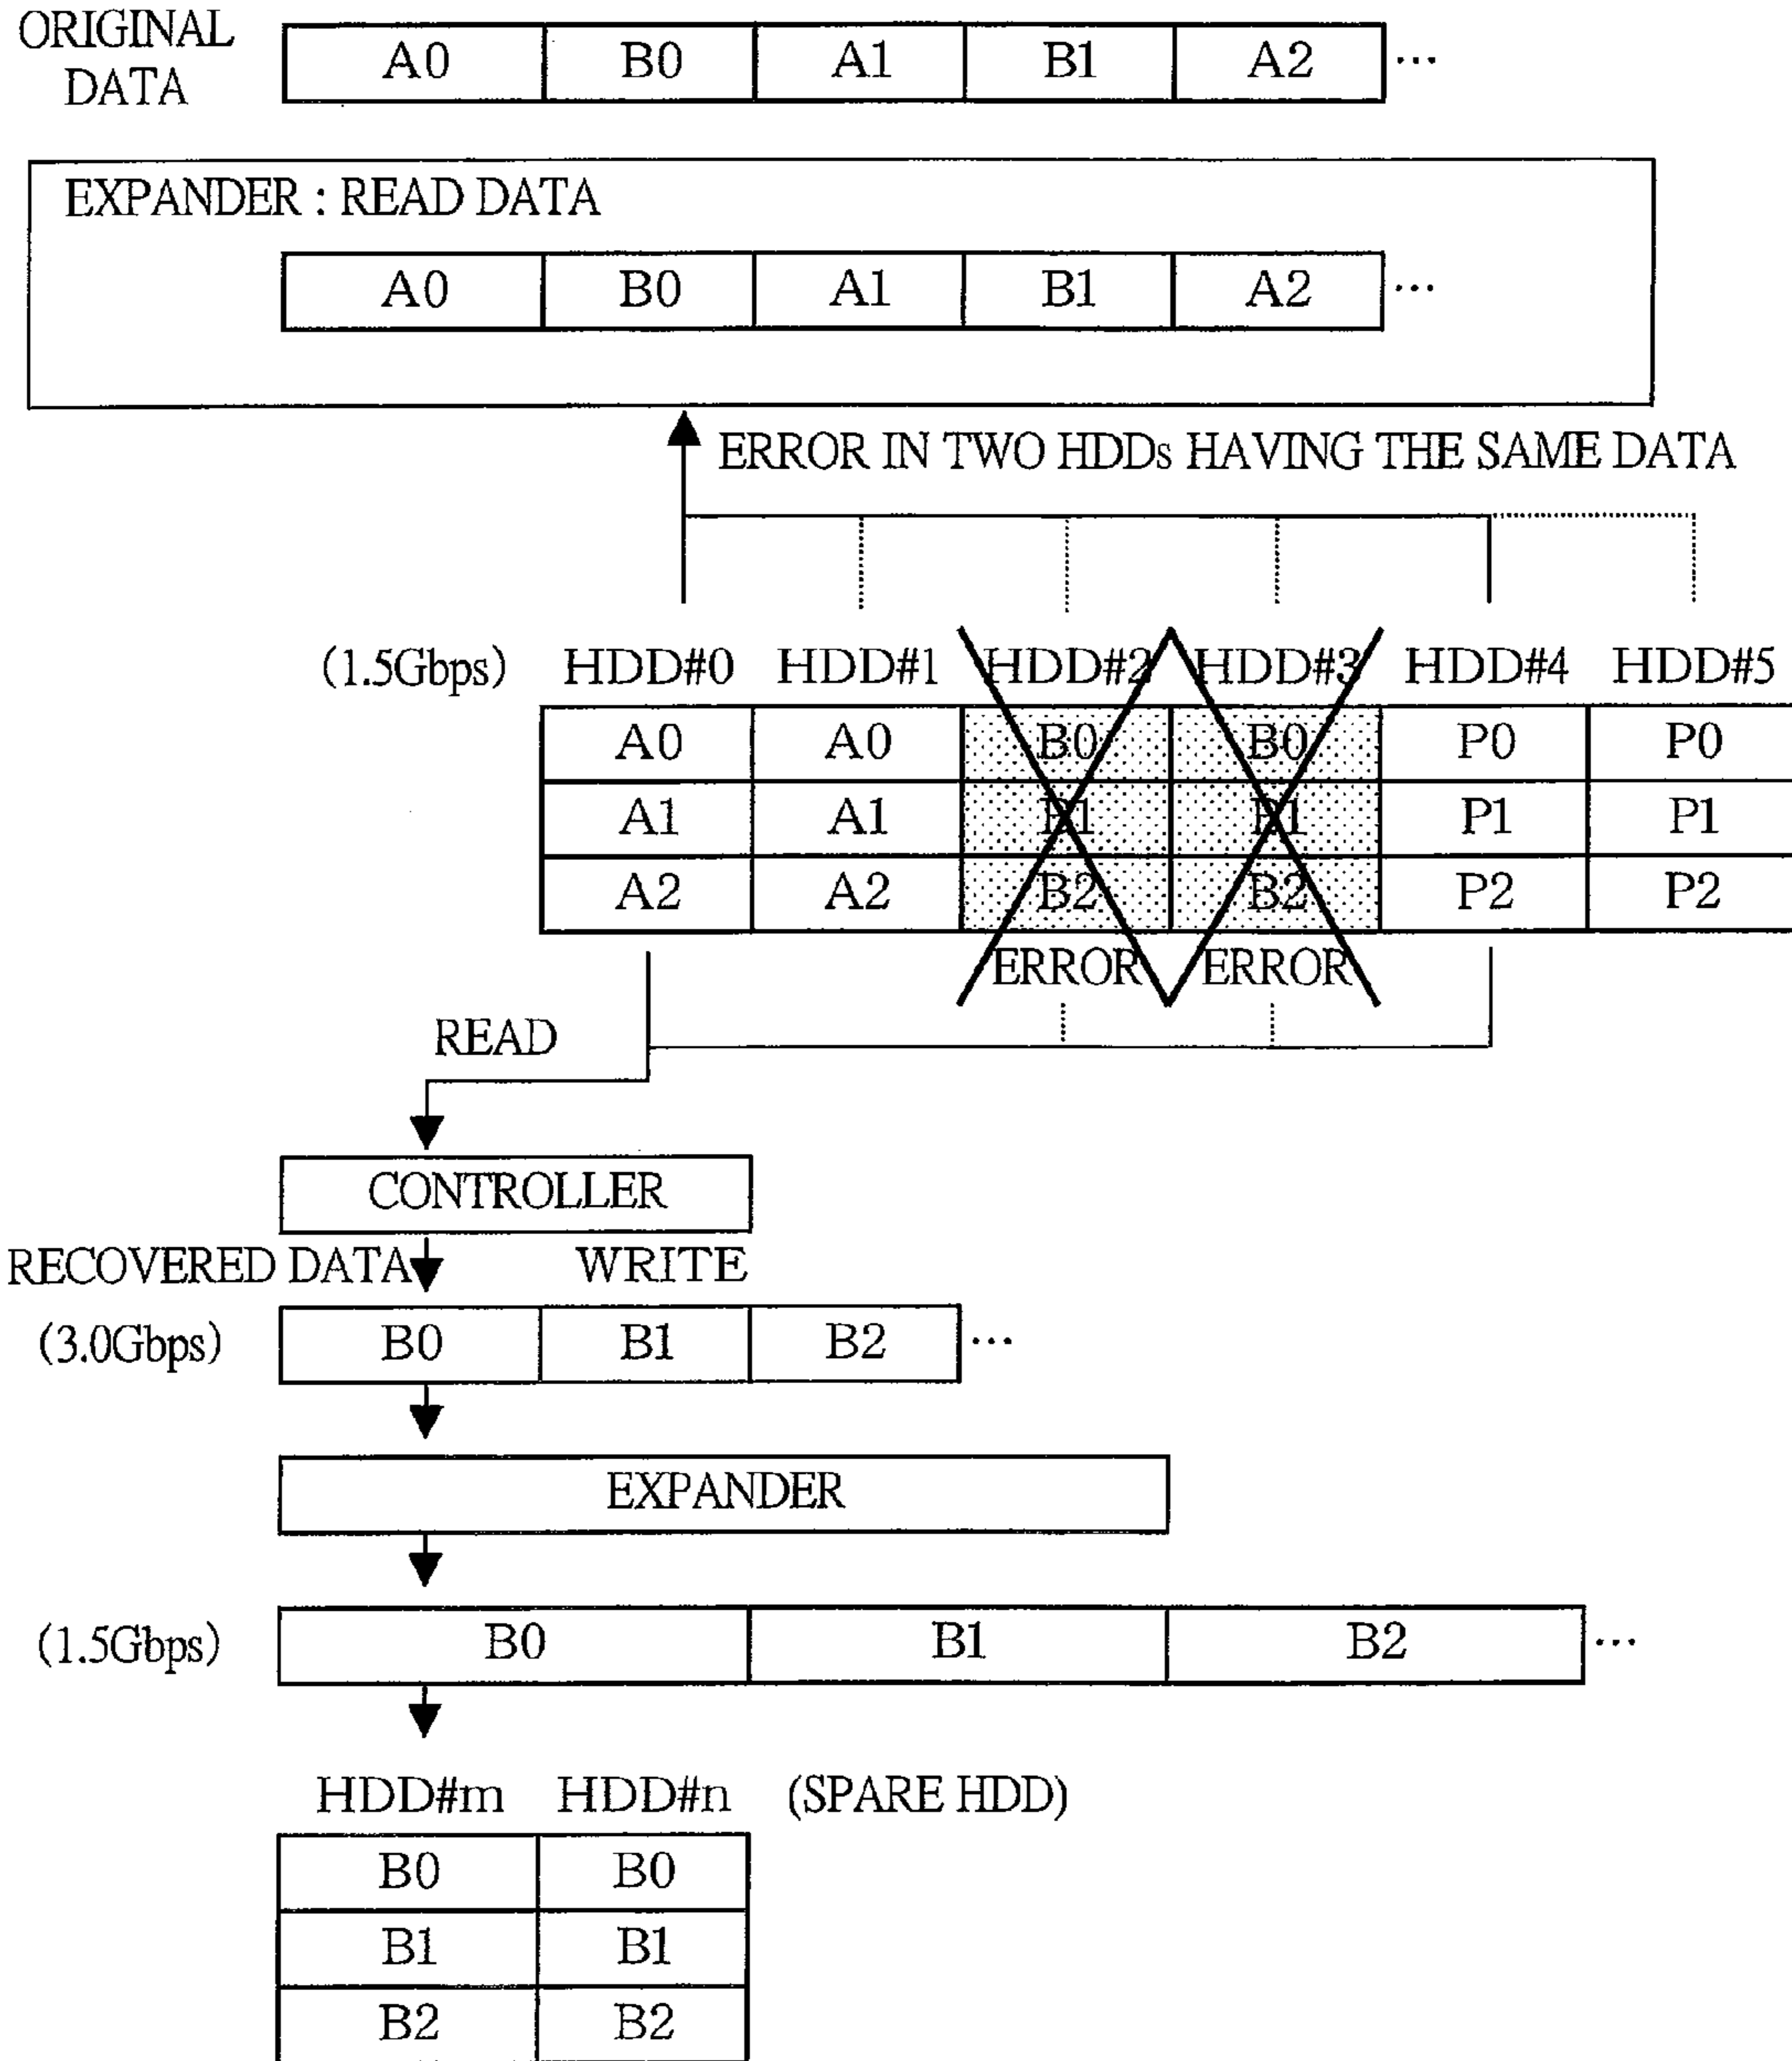 ORIGINAL DATA
A0 B0 A1 B1 A2 ...
EXPANDER : READ DATA
A0 B0 A1 B1 A2 ...
ERROR IN TWO HDDs HAVING THE SAME DATA
(1.5Gbps) HDD#0 HDD#1 HDD#2 HDD#3 HDD#4 HDD#5
A0 A0 B0 B0 P0 P0
A1 A1 B1 B1 P1 P1
A2 A2 B2 B2 P2 P2
ERROR ERROR
READ
CONTROLLER
RECOVERED DATA WRITE
(3.0Gbps) B0 B1 B2 ...
EXPANDER
(1.5Gbps) B0 B1 B2 ...
HDD#m HDD#n (SPARE HDD)
B0 B0
B1 B1
B2 B2